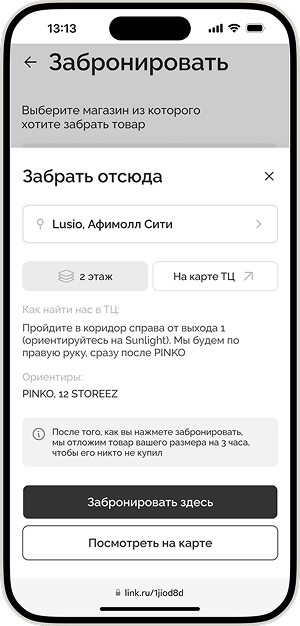 13:13
Забронировать
Выберите магазин из которого
хотите забрать товар
Забрать отсюда
Lusio, Афимолл Сити
2 этаж
На карте ТЦ
Как найти нас в ТЦ:
Пройдите в коридор справа от выхода 1
(ориентируйтесь на Sunlight). Мы будем по
правую руку, сразу после PINKO
Ориентиры:
PINKO, 12 STOREEZ
После того, как вы нажмете забронировать,
мы отложим товар вашего размера на 3 часа,
чтобы его никто не купил
Забронировать здесь
Посмотреть на карте
link.ru/1jiod8d